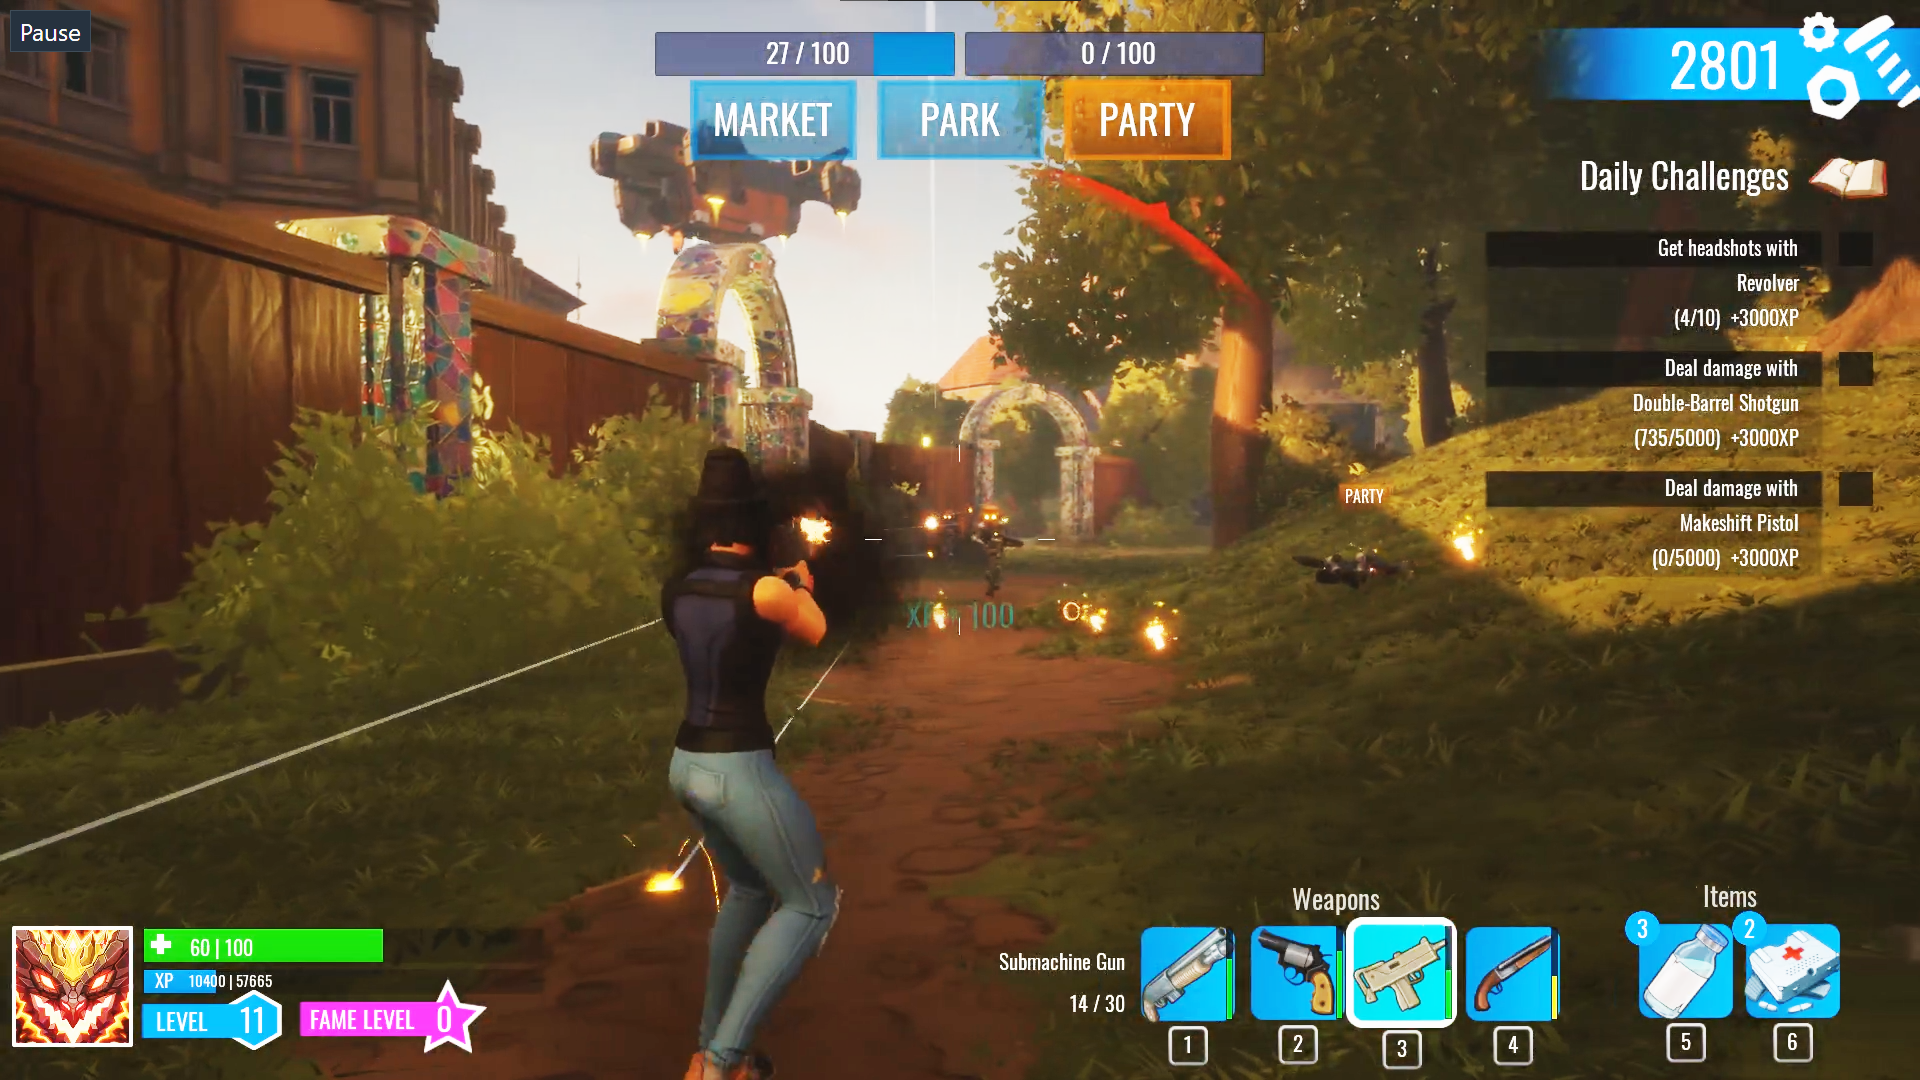 Pause
27 / 100
0 / 100
2801
MARKET
PARK
PARTY
Daily Challenges
Get headshots with
Revolver
(4/10) +3000XP
Deal damage with
Double-Barrel Shotgun
(735/5000) +3000XP
Deal damage with
Makeshift Pistol
(0/5000) +3000XP
PARTY
XP + 100
Weapons
Items
3
2
60 | 100
XP 10400 | 57665
LEVEL 11
FAME LEVEL 0
Submachine Gun
14 / 30
1
2
3
4
5
6